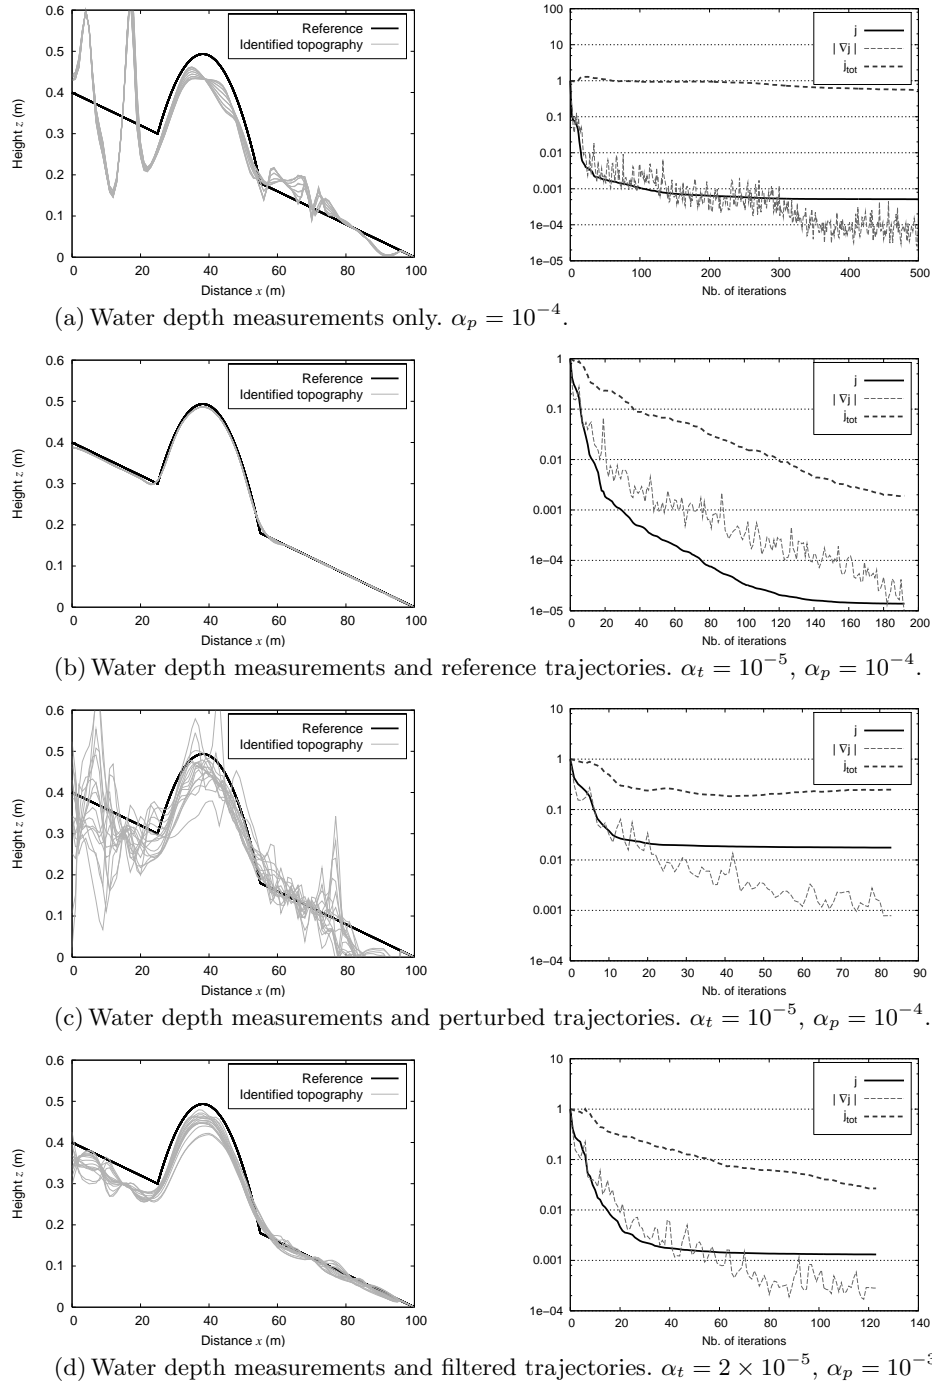 0.6
0.5
0.4
0.3
0.2
0.1
0
Height z (m)
0 20 40 60 80 100
Distance x (m)
Reference
Identified topography
100
10
1
0.1
0.01
0.001
1e-04
1e-05
0 100 200 300 400 500
Nb. of iterations
j
| ∇j |
j_tot
(a) Water depth measurements only. α_p = 10^{-4}.
0.6
0.5
0.4
0.3
0.2
0.1
0
Height z (m)
0 20 40 60 80 100
Distance x (m)
Reference
Identified topography
1
0.1
0.01
0.001
1e-04
1e-05
0 20 40 60 80 100 120 140 160 180 200
Nb. of iterations
j
| ∇j |
j_tot
(b) Water depth measurements and reference trajectories. α_t = 10^{-5}, α_p = 10^{-4}.
0.6
0.5
0.4
0.3
0.2
0.1
0
Height z (m)
0 20 40 60 80 100
Distance x (m)
Reference
Identified topography
10
1
0.1
0.01
0.001
1e-04
0 10 20 30 40 50 60 70 80 90
Nb. of iterations
j
| ∇j |
j_tot
(c) Water depth measurements and perturbed trajectories. α_t = 10^{-5}, α_p = 10^{-4}.
0.6
0.5
0.4
0.3
0.2
0.1
0
Height z (m)
0 20 40 60 80 100
Distance x (m)
Reference
Identified topography
10
1
0.1
0.01
0.001
1e-04
0 20 40 60 80 100 120 140
Nb. of iterations
j
| ∇j |
j_tot
(d) Water depth measurements and filtered trajectories. α_t = 2 × 10^{-5}, α_p = 10^{-3}